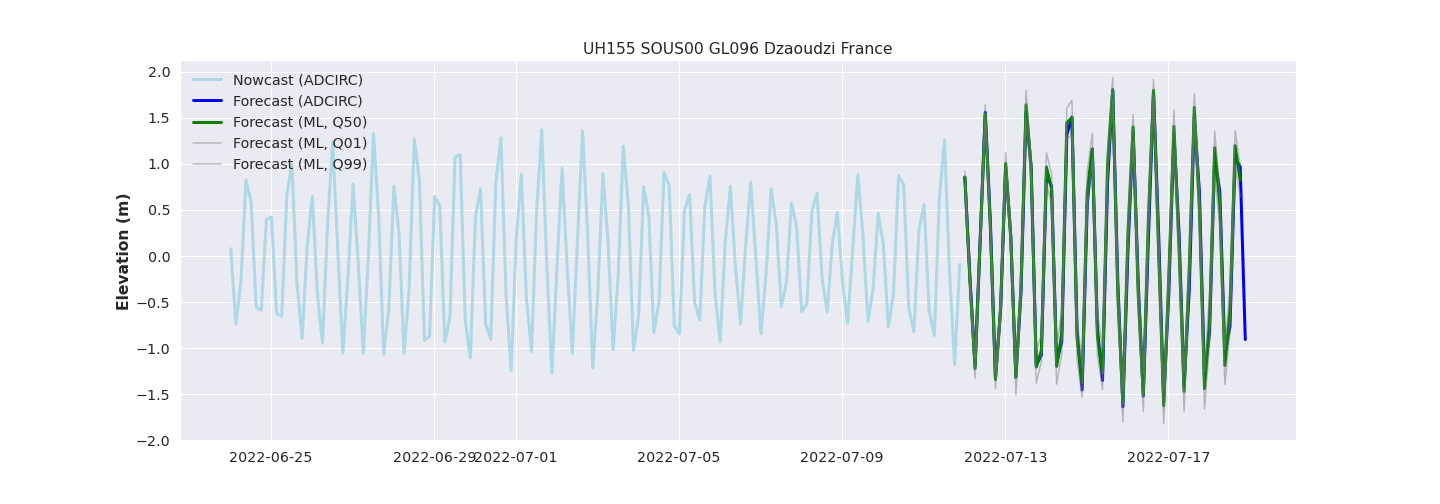 UH155 SOUS00 GL096 Dzaoudzi France
Nowcast (ADCIRC)
Forecast (ADCIRC)
Forecast (ML, Q50)
Forecast (ML, Q01)
Forecast (ML, Q99)
Elevation (m)
2.0
1.5
1.0
0.5
0.0
−0.5
−1.0
−1.5
−2.0
2022-06-25
2022-06-29
2022-07-01
2022-07-05
2022-07-09
2022-07-13
2022-07-17